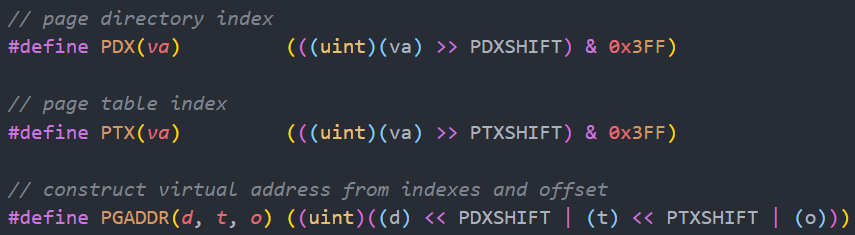 // page directory index
#define PDX(va)         (((uint)(va) >> PDXSHIFT) & 0x3FF)
// page table index
#define PTX(va)         (((uint)(va) >> PTXSHIFT) & 0x3FF)
// construct virtual address from indexes and offset
#define PGADDR(d, t, o) ((uint)((d) << PDXSHIFT | (t) << PTXSHIFT | (o)))